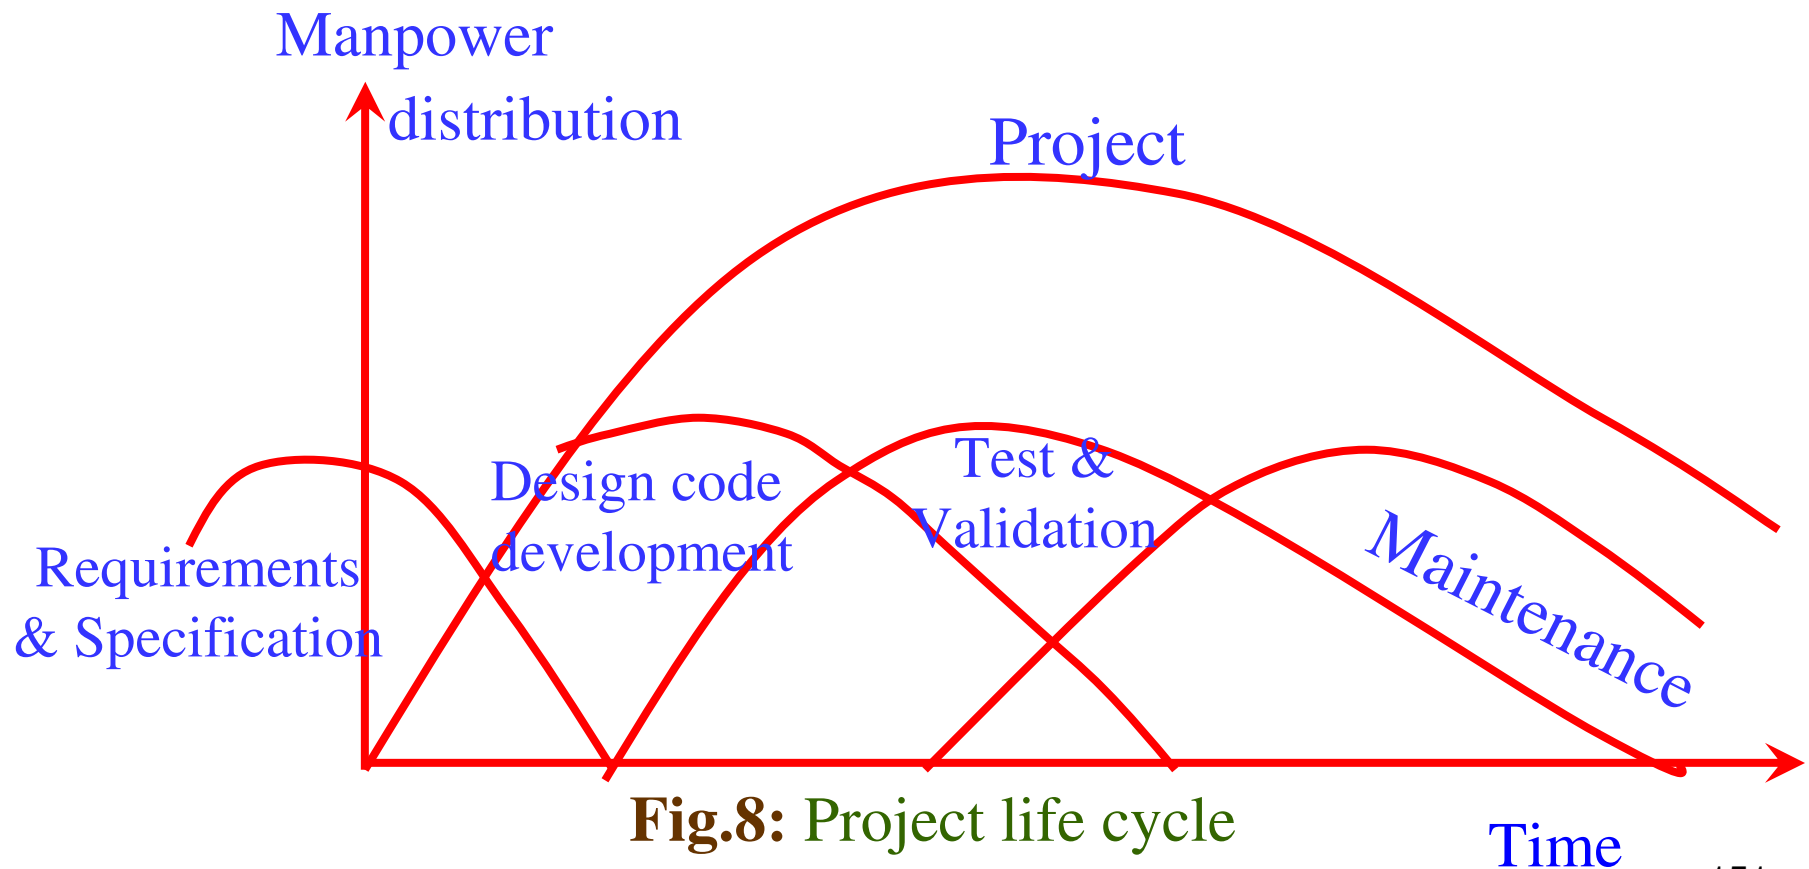 Manpower
distribution
Project
Design code
development
Test &
Validation
Requirements
& Specification
Maintenance
Fig.8: Project life cycle
Time